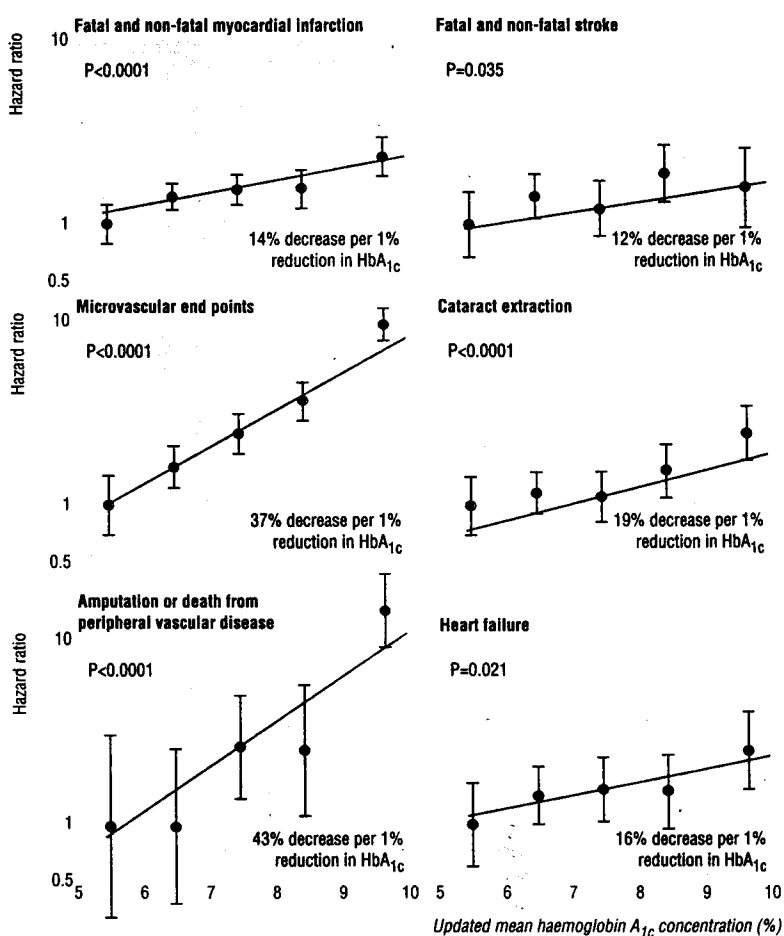 Fatal and non-fatal myocardial infarction
Hazard ratio
10
P<0.0001
1
14% decrease per 1%
reduction in HbA1c
0.5
Fatal and non-fatal stroke
P=0.035
12% decrease per 1%
reduction in HbA1c
Microvascular end points
Hazard ratio
10
P<0.0001
1
37% decrease per 1%
reduction in HbA1c
0.5
Cataract extraction
P<0.0001
19% decrease per 1%
reduction in HbA1c
Amputation or death from
peripheral vascular disease
Hazard ratio
10
P<0.0001
1
43% decrease per 1%
reduction in HbA1c
0.5
5 6 7 8 9 10
Heart failure
P=0.021
16% decrease per 1%
reduction in HbA1c
5 6 7 8 9 10
Updated mean haemoglobin A1c concentration (%)